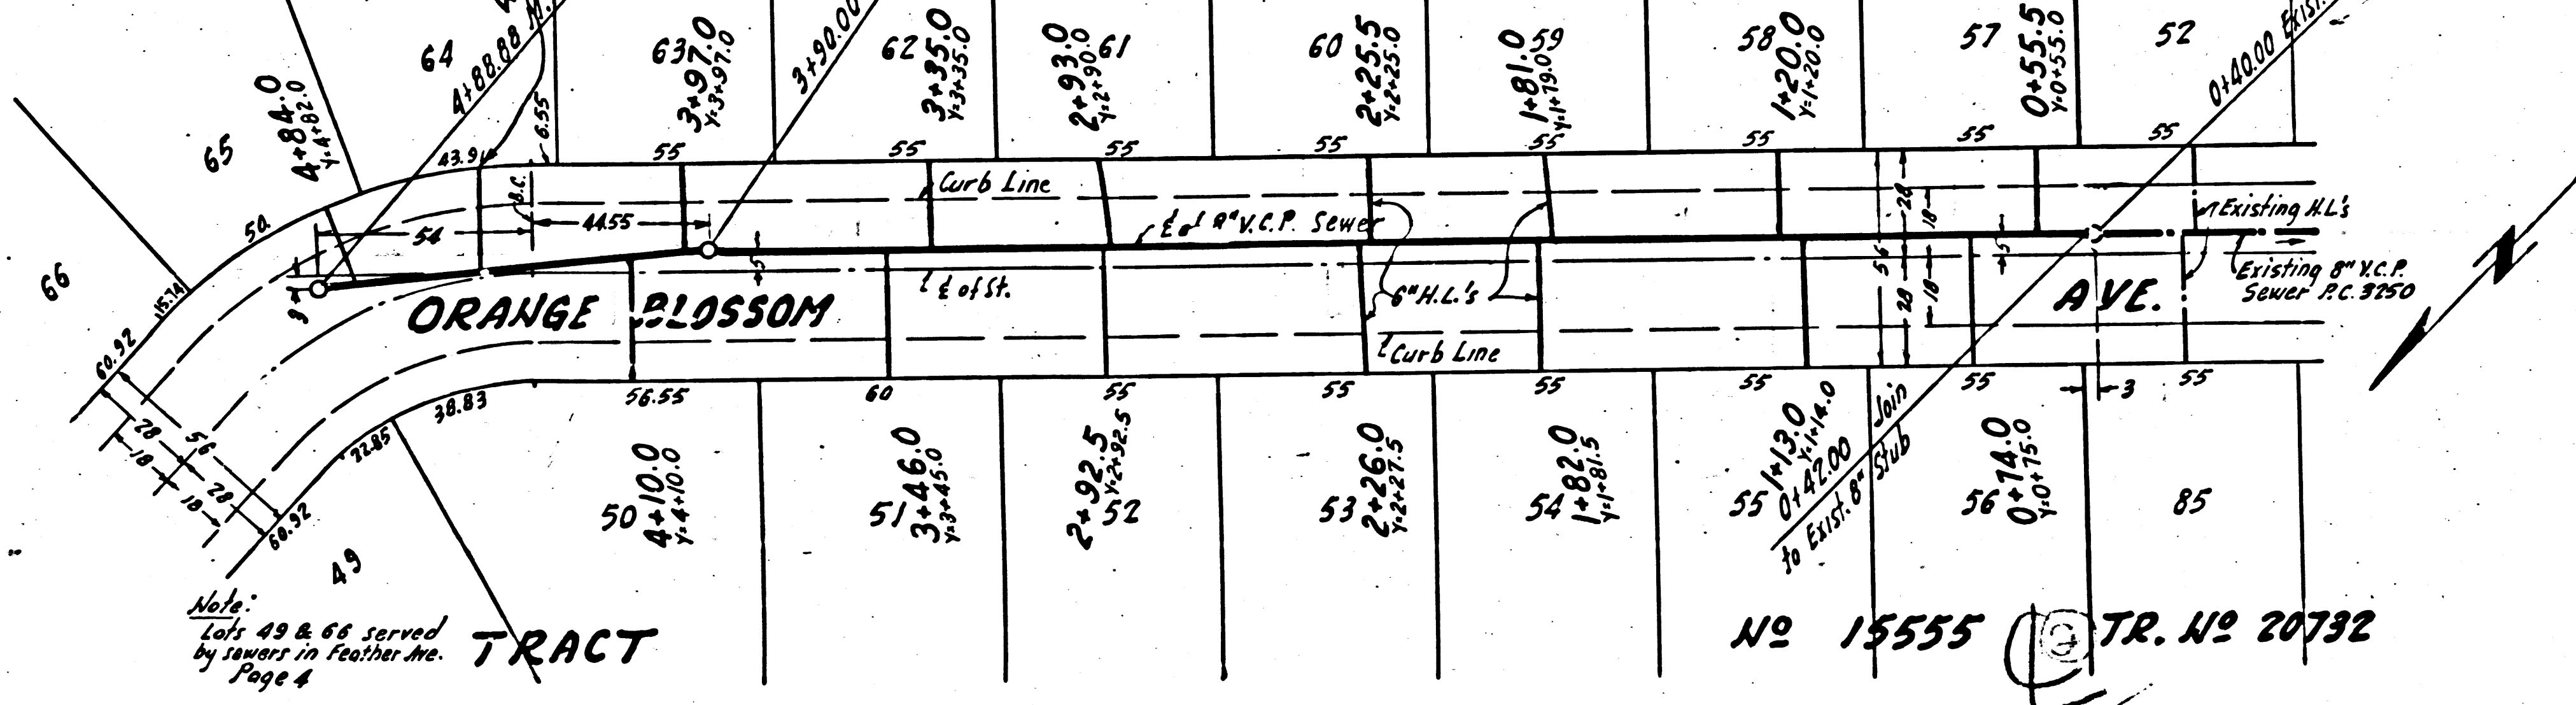 64
4+88.88
63
3+97.0
Y=3+97.0
3+90.00
62
3+35.0
Y=3+35.0
2+93.0
Y=2+90.0
61
60
2+25.5
Y=2+25.0
1+81.0
Y=1+79.0
59
58
1+20.0
Y=1+20.0
57
0+55.5
Y=0+55.0
52
0+40.00 Exist.
65
4+84.0
Y=4+82.0
6.55
43.91
55
55
55
55
55
55
55
55
B.C.
Curb Line
50.
54
44.55
5
℄ of 8" V.C.P. Sewer
28
18
5
Existing H.L's
66
15.74
3
ORANGE BLOSSOM AVE.
℄ of St.
6" H.L.'s
56
28
18
Existing 8" V.C.P.
Sewer P.C. 3250
N
Curb Line
60.92
28
56
18
28
18
60.92
22.85
38.83
56.55
60
55
55
55
55
55
3
55
49
50
4+10.0
Y=4+10.0
51
3+46.0
Y=3+45.0
2+92.5
Y=2+92.5
52
53
2+26.0
Y=2+27.5
54
1+82.0
Y=1+81.5
55
1+13.0
Y=1+14.0
0+42.00 Join
to Exist. 8" Stub
56
0+74.0
Y=0+75.0
85
Note:
Lots 49 & 66 served
by sewers in Feather Ave.
Page 4
TRACT Nº 15555
TR. Nº 20732